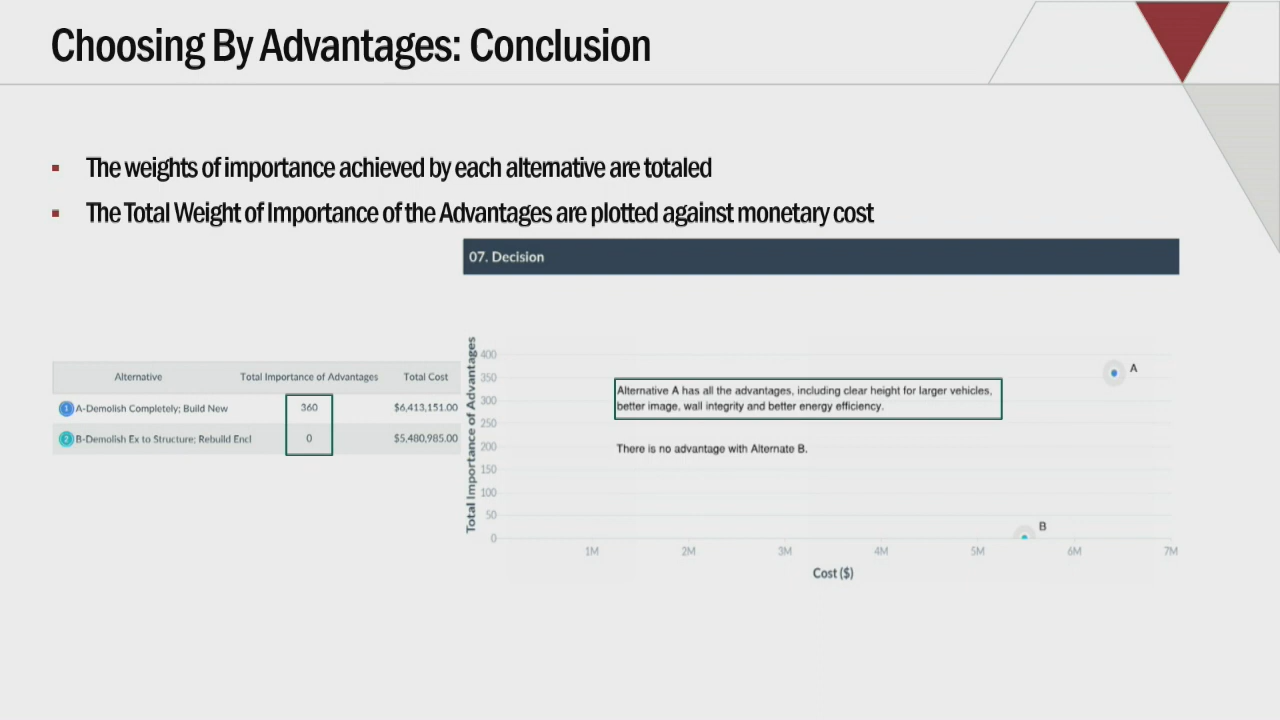 Choosing By Advantages: Conclusion
The weights of importance achieved by each alternative are totaled
The Total Weight of Importance of the Advantages are plotted against monetary cost
07. Decision
Alternative Total Importance of Advantages Total Cost
1 A-Demolish Completely; Build New 360 $6,413,151.00
2 B-Demolish Ex to Structure; Rebuild Encl 0 $5,480,985.00
Total Importance of Advantages
400
350
300
250
200
150
100
50
0
Alternative A has all the advantages, including clear height for larger vehicles,
better image, wall integrity and better energy efficiency.
There is no advantage with Alternate B.
A
B
1M 2M 3M 4M 5M 6M 7M
Cost ($)